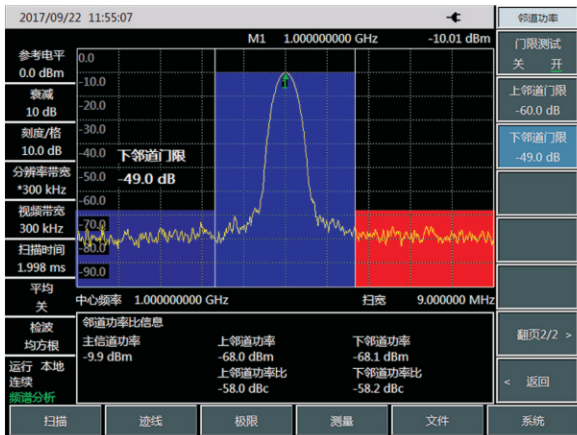 2017/09/22 11:55:07
邻道功率
M1 1.000000000 GHz -10.01 dBm
参考电平
0.0 dBm
衰减
10 dB
刻度/格
10.0 dB
分辨率带宽
*300 kHz
视频带宽
300 kHz
扫描时间
1.998 ms
平均
关
检波
均方根
运行 本地
连续
频谱分析
0.0
-10.0
-20.0
-30.0
-40.0
-50.0
-60.0
-70.0
-80.0
-90.0
1
下邻道门限
-49.0 dB
中心频率 1.000000000 GHz 扫宽 9.000000 MHz
邻道功率比信息
主信道功率 上邻道功率 下邻道功率
-9.9 dBm -68.0 dBm -68.1 dBm
上邻道功率比 下邻道功率比
-58.0 dBc -58.2 dBc
门限测试
关 开
上邻道门限
-60.0 dB
下邻道门限
-49.0 dB
翻页2/2 >
< 返回
扫描 迹线 极限 测量 文件 系统